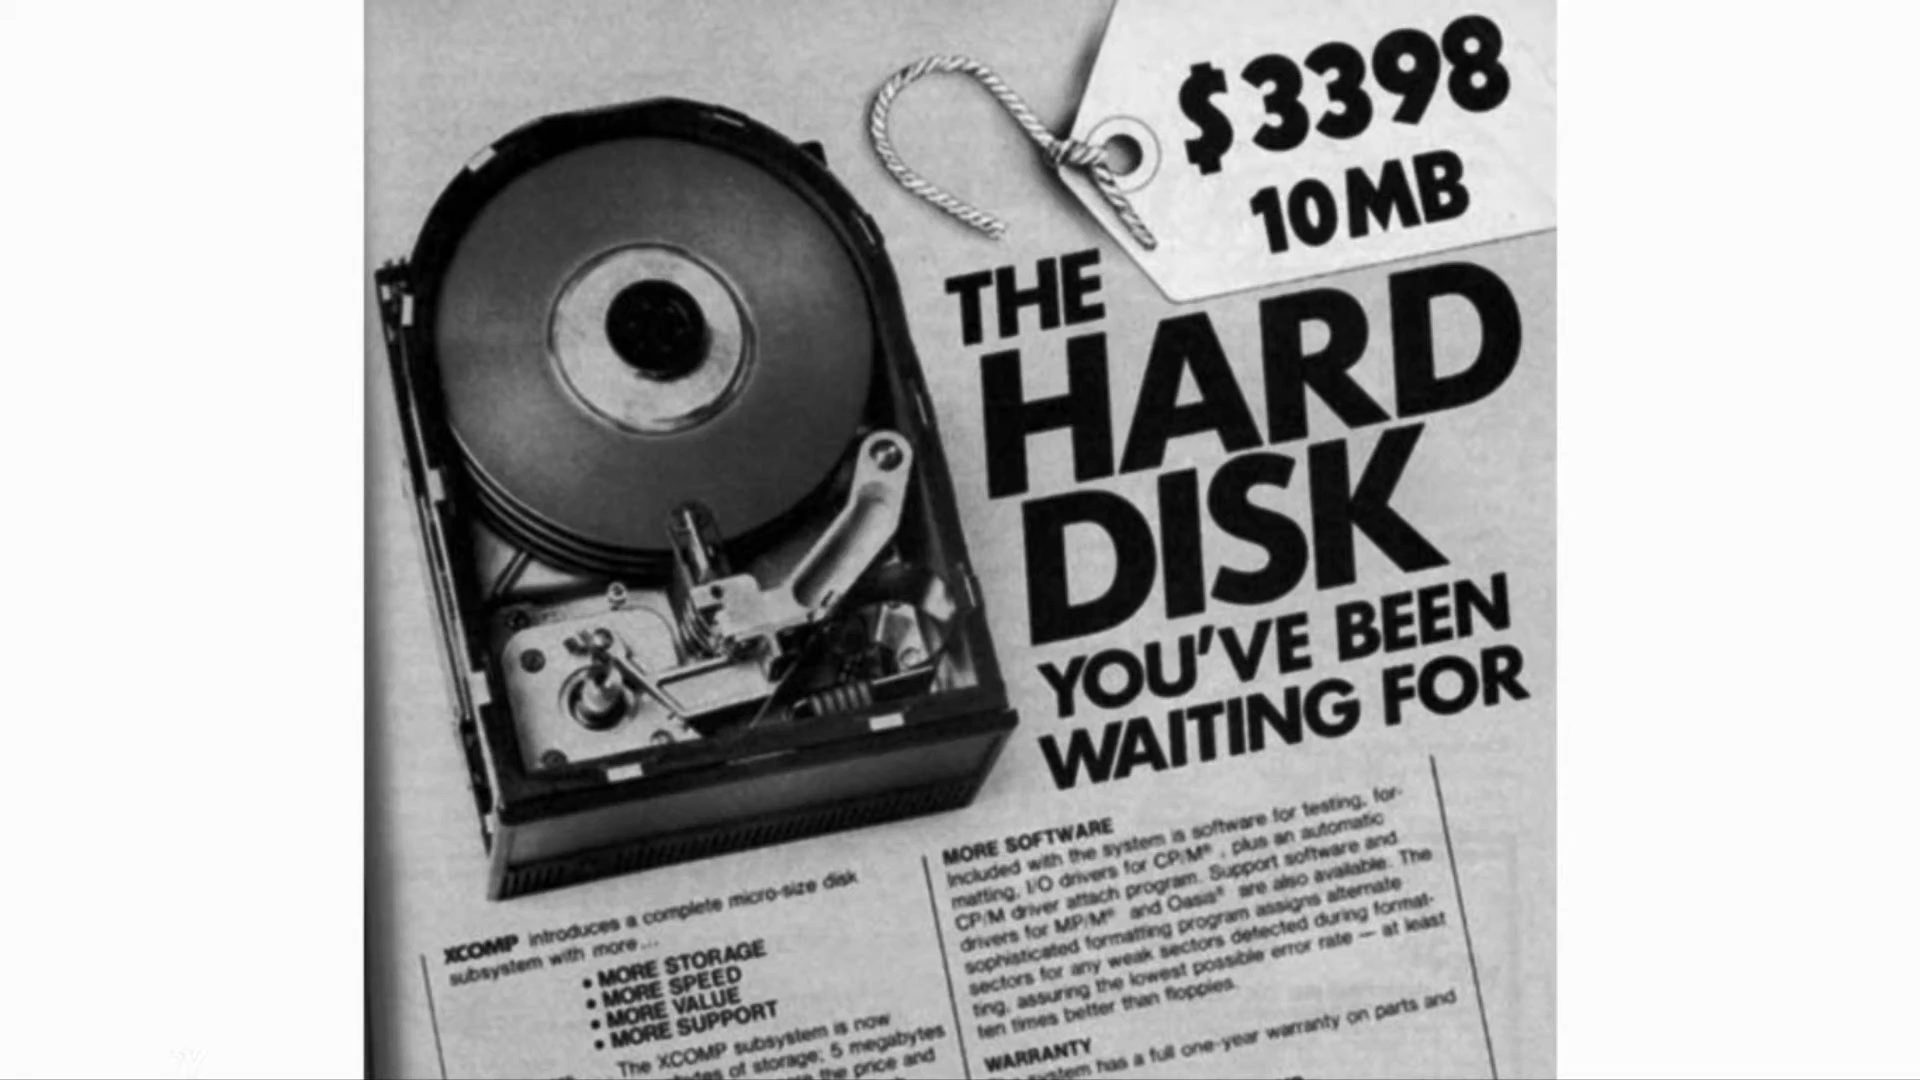 $3398
10MB
THE
HARD
DISK
YOU'VE BEEN
WAITING FOR
XCOMP introduces a complete micro-size disk
subsystem with more...
• MORE STORAGE
• MORE SPEED
• MORE VALUE
• MORE SUPPORT
The XCOMP subsystem is now
of storage; 5 megabytes
the price and
MORE SOFTWARE
Included with the system is software for testing, for-
matting, I/O drivers for CP/M®, plus an automatic
CP/M driver attach program. Support software and
drivers for MP/M® and Oasis® are also available. The
sophisticated formatting program assigns alternate
sectors for any weak sectors detected during format-
ting, assuring the lowest possible error rate — at least
ten times better than floppies.
WARRANTY
system has a full one-year warranty on parts and